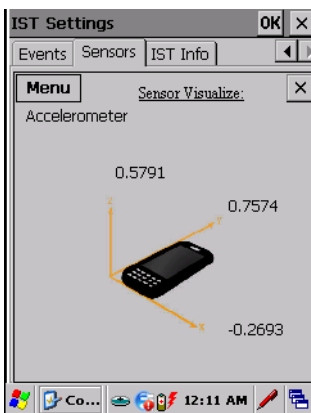 IST Settings OK
Events Sensors IST Info
Menu Sensor Visualize:
Accelerometer
0.5791
Z
0.7574
Y
X
-0.2693
Co... 12:11 AM